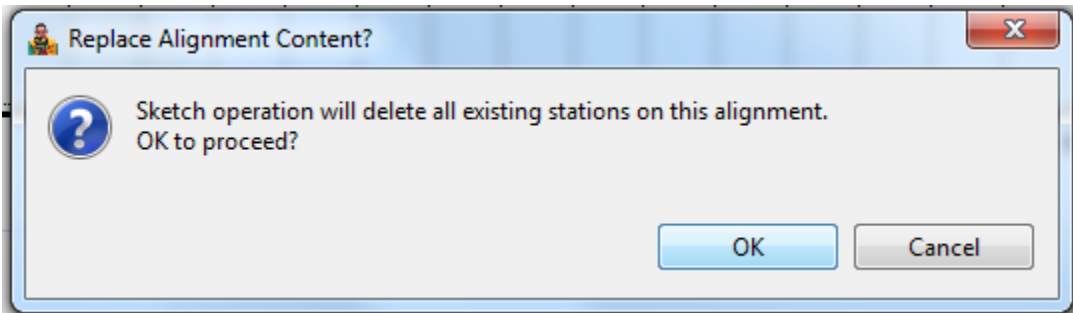 Replace Alignment Content?
Sketch operation will delete all existing stations on this alignment.
OK to proceed?
OK
Cancel